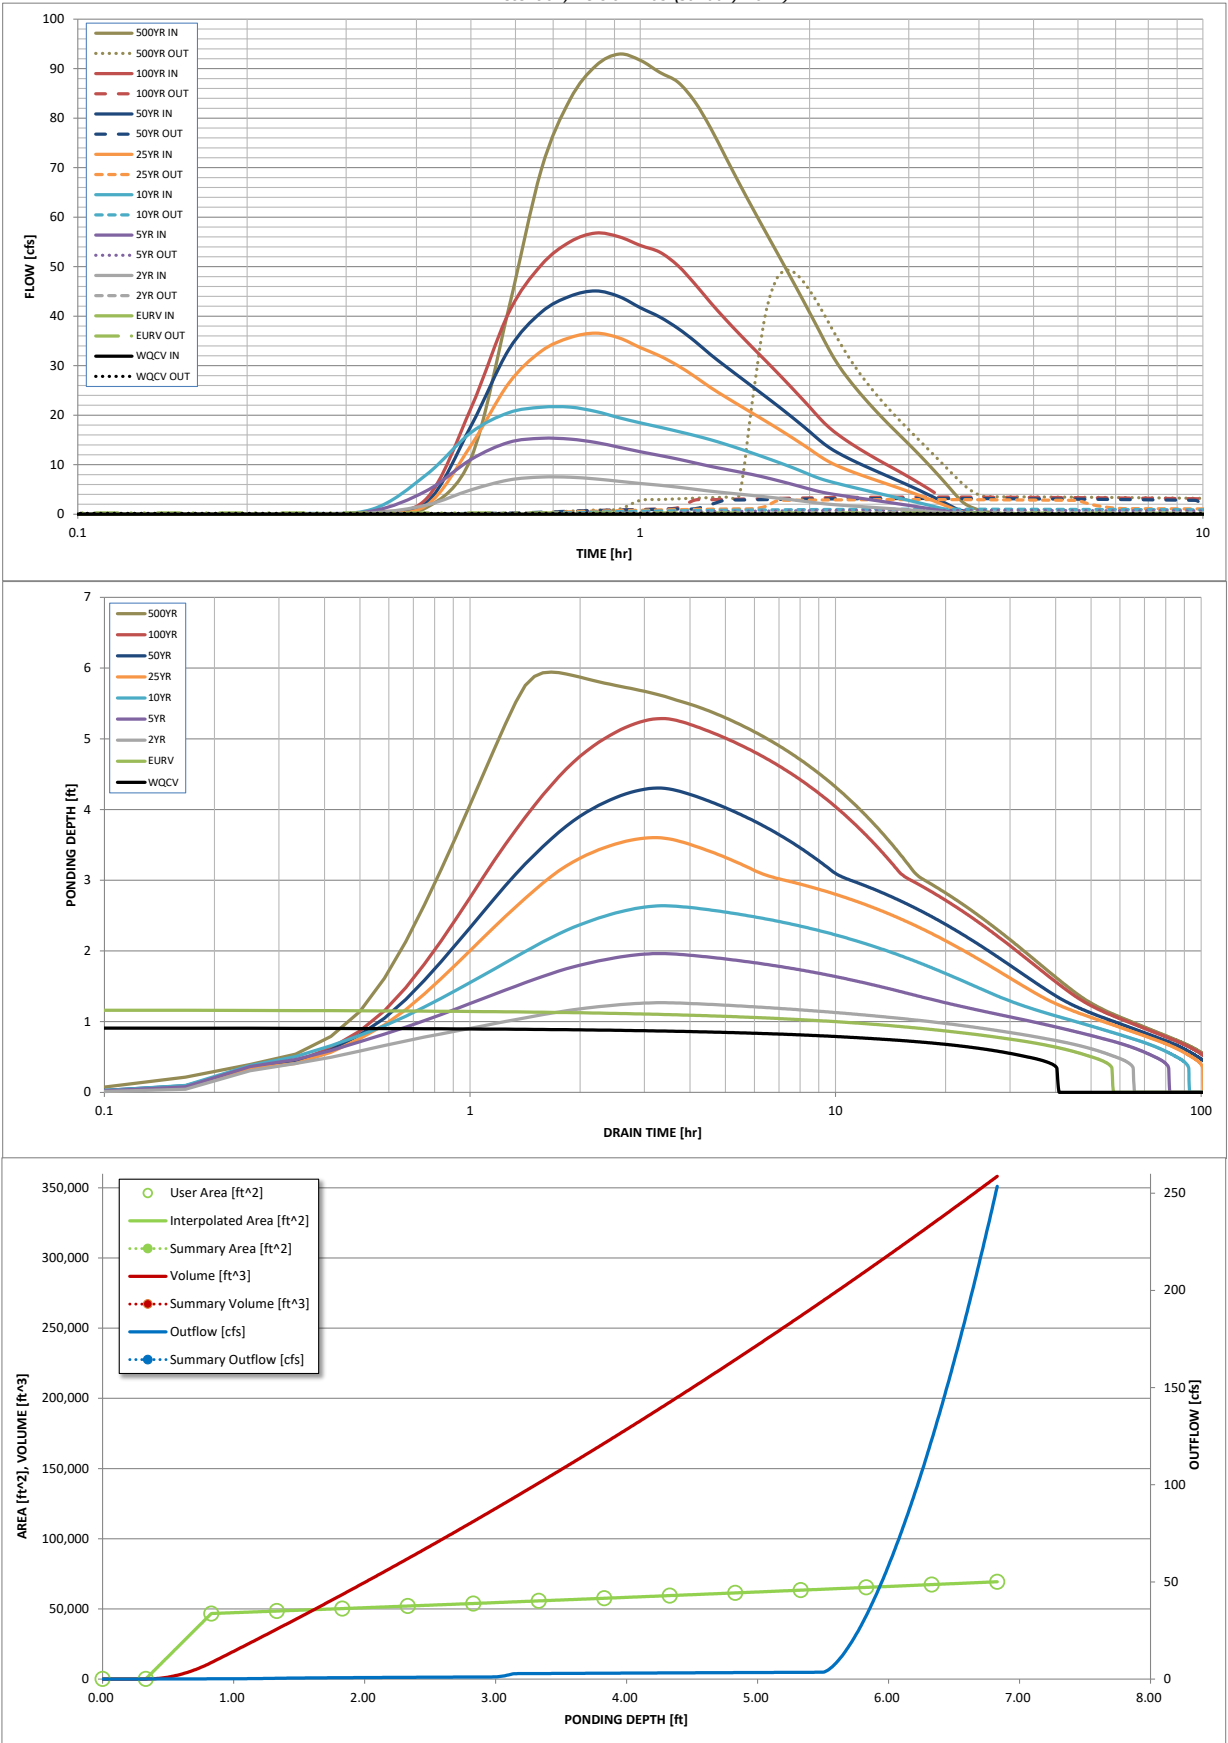 100
90
80
70
60
50
40
30
20
10
0
FLOW [cfs]
500YR IN
500YR OUT
100YR IN
100YR OUT
50YR IN
50YR OUT
25YR IN
25YR OUT
10YR IN
10YR OUT
5YR IN
5YR OUT
2YR IN
2YR OUT
EURV IN
EURV OUT
WQCV IN
WQCV OUT
0.1
1
10
TIME [hr]
7
6
5
4
3
2
1
0
PONDING DEPTH [ft]
500YR
100YR
50YR
25YR
10YR
5YR
2YR
EURV
WQCV
0.1
1
10
100
DRAIN TIME [hr]
350,000
300,000
250,000
200,000
150,000
100,000
50,000
0
AREA [ft^2], VOLUME [ft^3]
User Area [ft^2]
Interpolated Area [ft^2]
Summary Area [ft^2]
Volume [ft^3]
Summary Volume [ft^3]
Outflow [cfs]
Summary Outflow [cfs]
250
200
150
100
50
0
OUTFLOW [cfs]
0.00
1.00
2.00
3.00
4.00
5.00
6.00
7.00
8.00
PONDING DEPTH [ft]